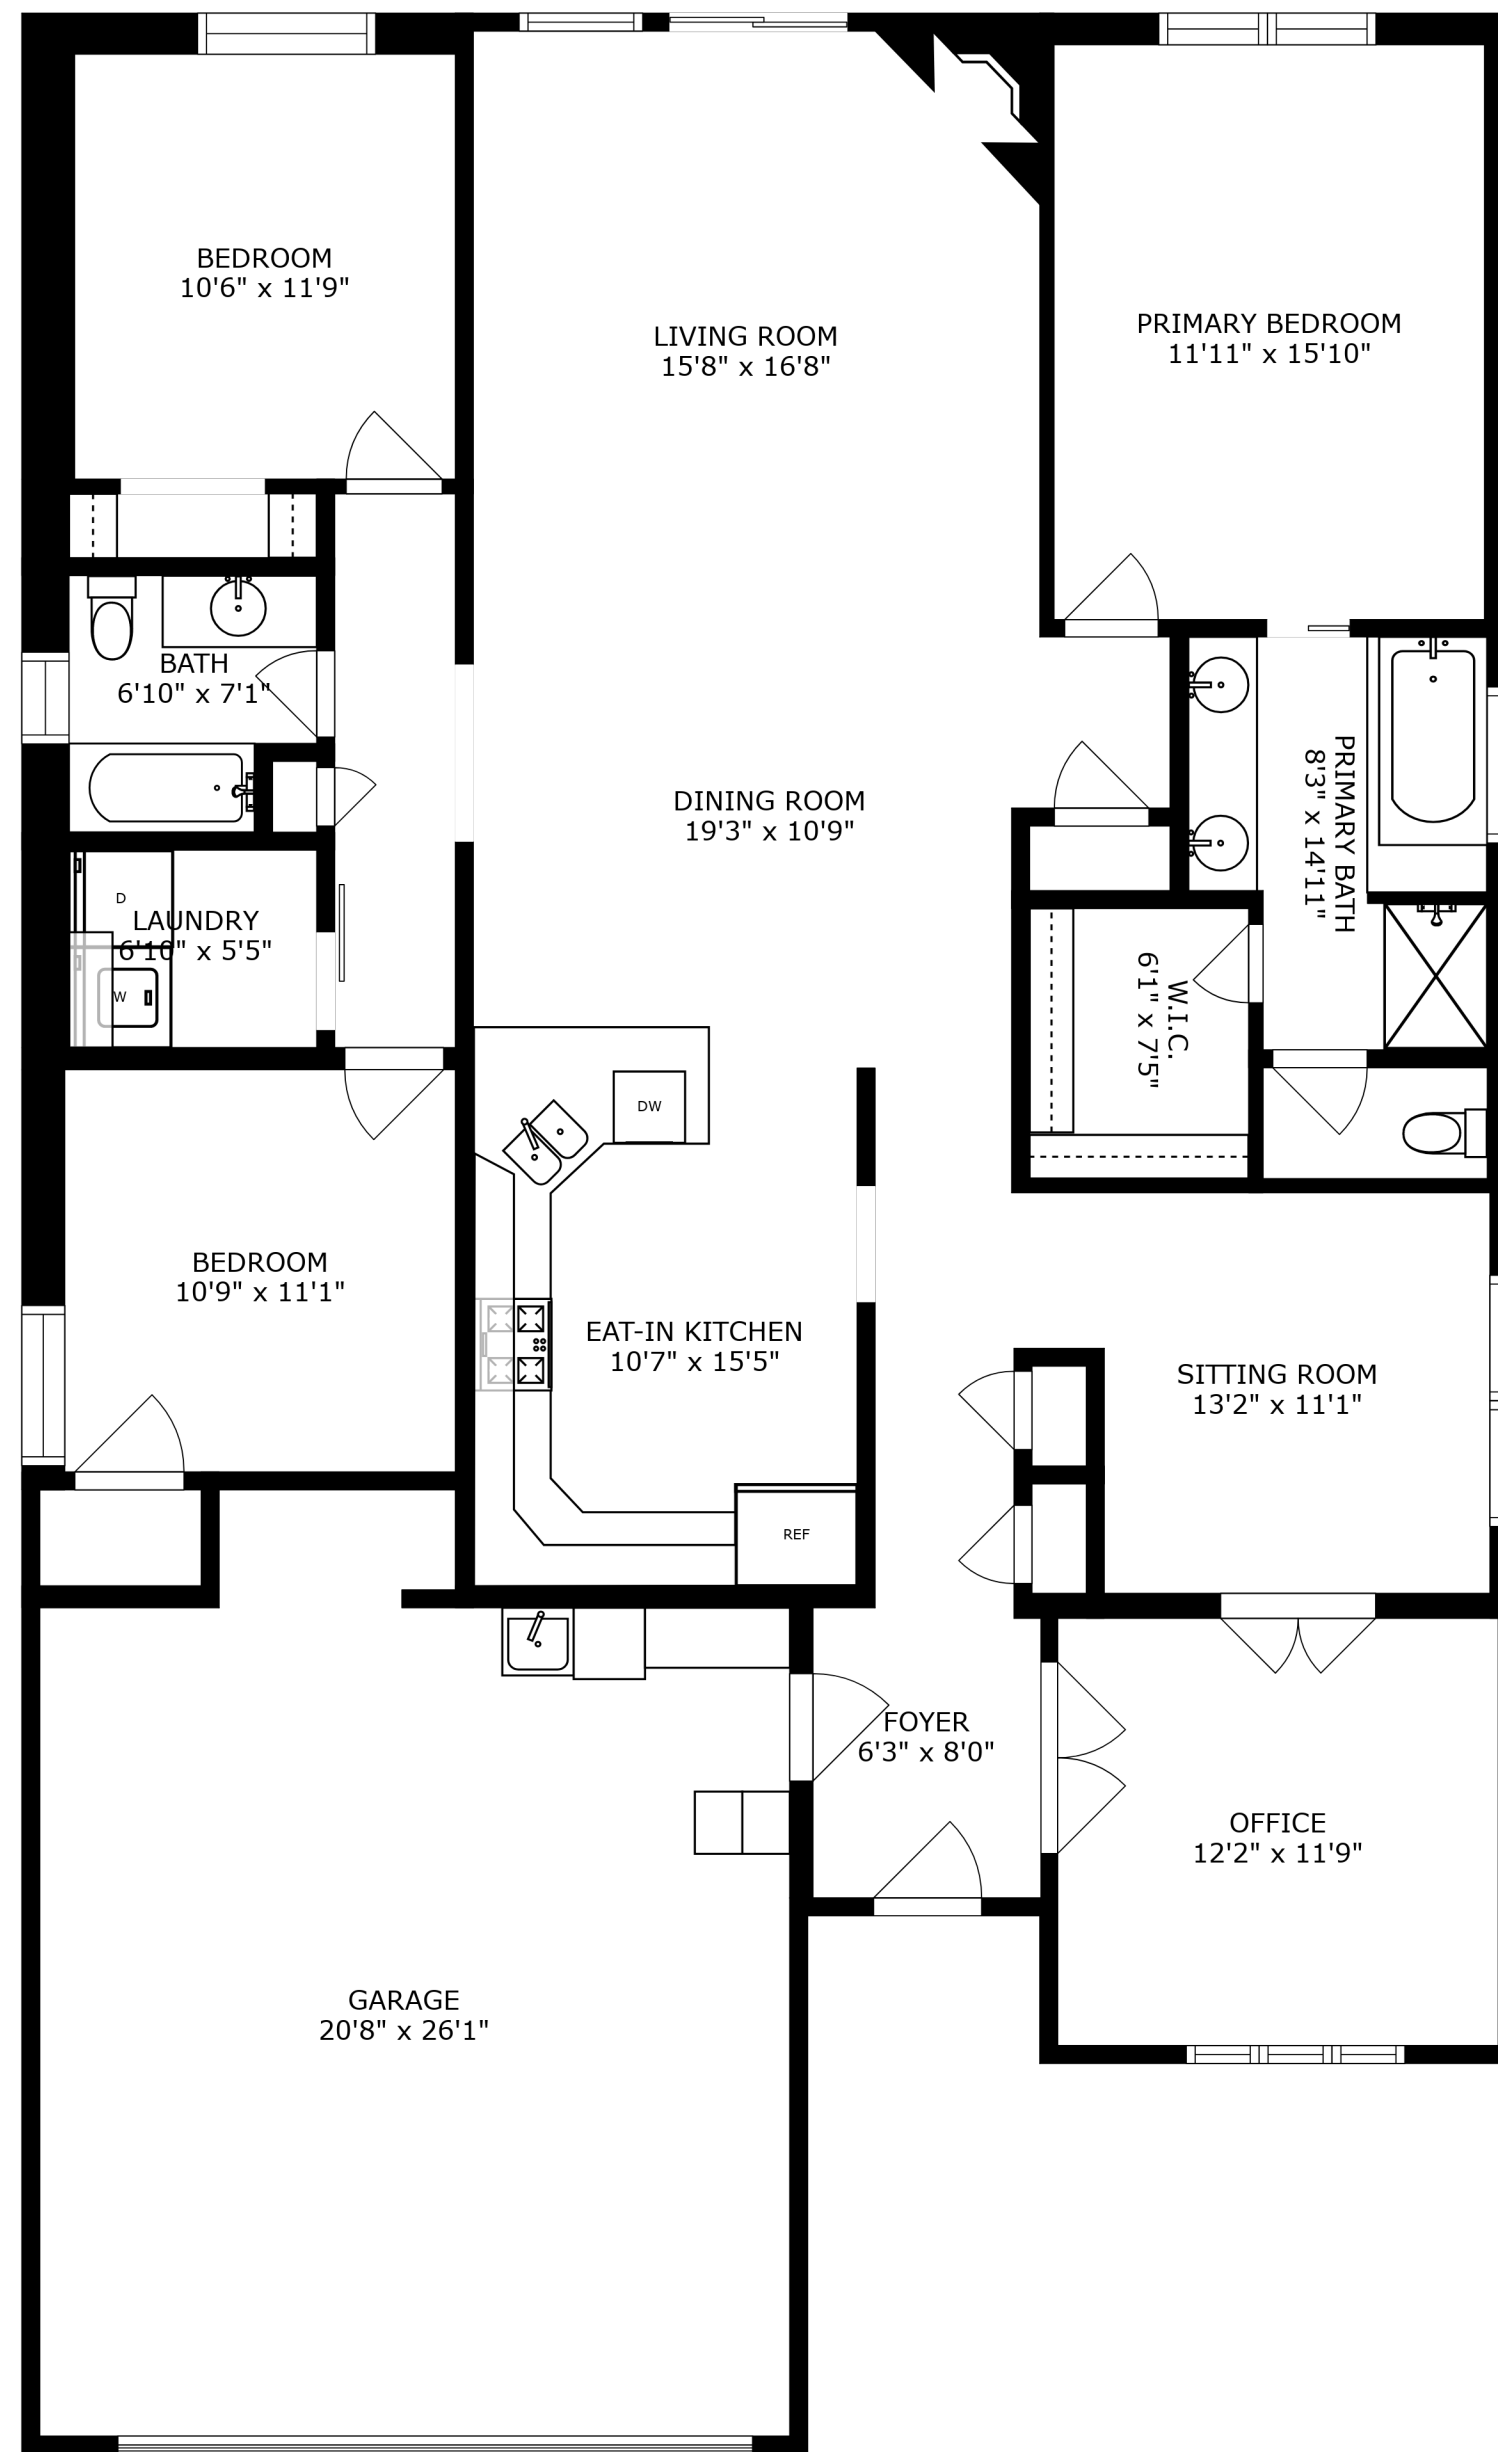 BEDROOM
10'6" x 11'9"
LIVING ROOM
15'8" x 16'8"
PRIMARY BEDROOM
11'11" x 15'10"
BATH
6'10" x 7'1"
DINING ROOM
19'3" x 10'9"
PRIMARY BATH
8'3" x 14'11"
D
LAUNDRY
6'10" x 5'5"
W
W.I.C.
6'1" x 7'5"
DW
BEDROOM
10'9" x 11'1"
EAT-IN KITCHEN
10'7" x 15'5"
SITTING ROOM
13'2" x 11'1"
REF
FOYER
6'3" x 8'0"
OFFICE
12'2" x 11'9"
GARAGE
20'8" x 26'1"